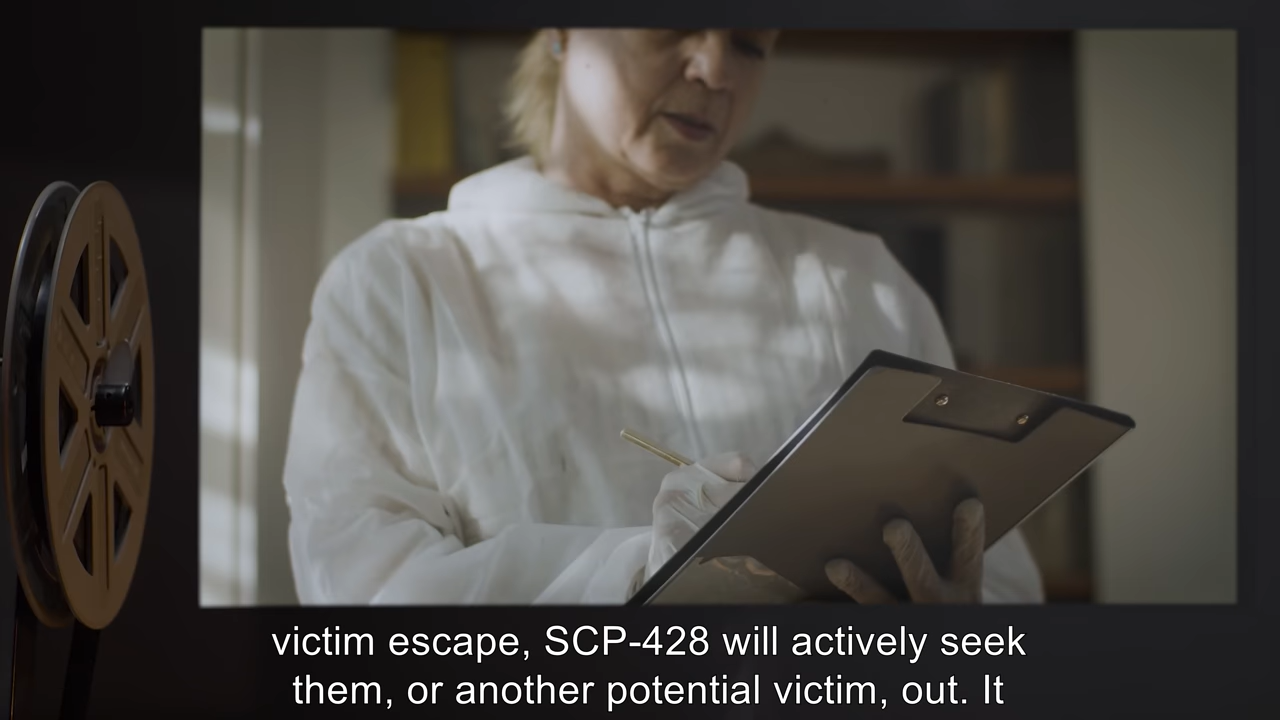 victim escape, SCP-428 will actively seek
them, or another potential victim, out. It